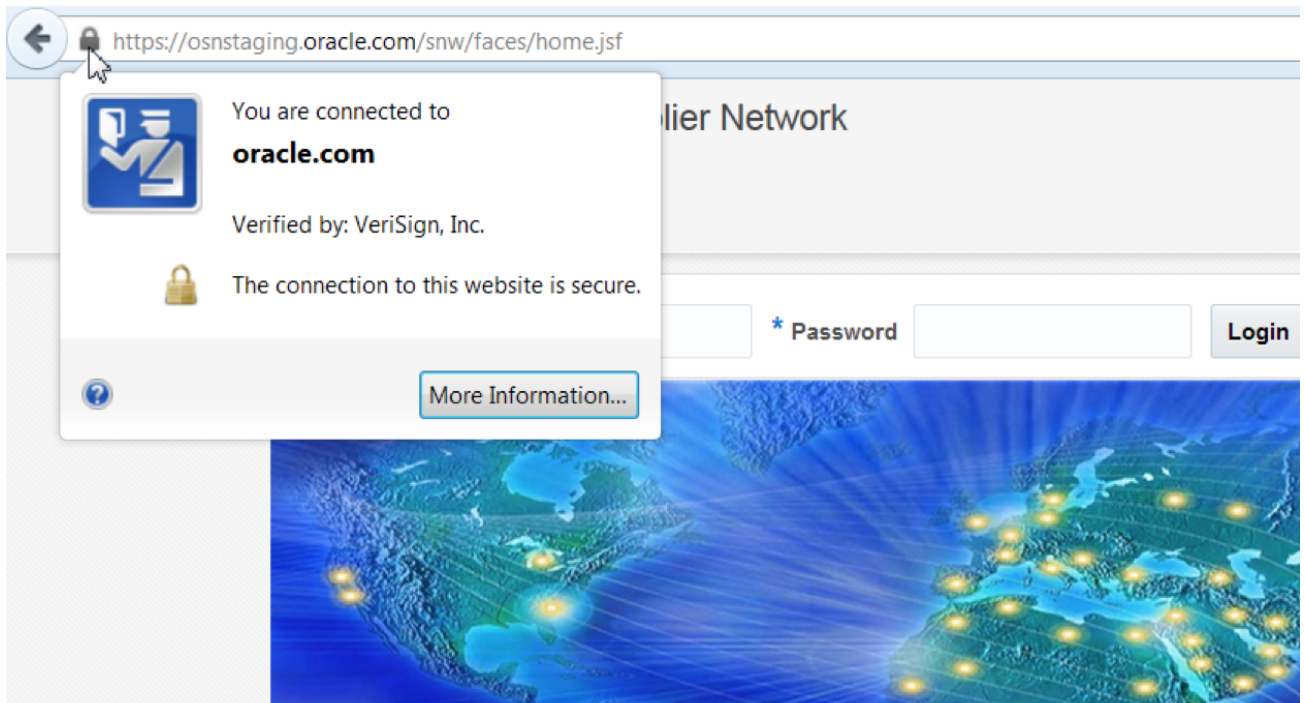 https://osnstaging.oracle.com/snw/faces/home.jsf
You are connected to
oracle.com
Verified by: VeriSign, Inc.
The connection to this website is secure.
?
More Information...
lier Network
* Password
Login